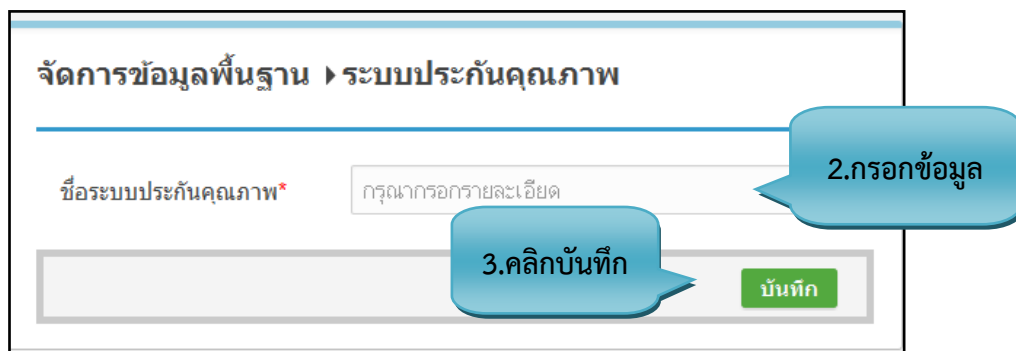 จัดการข้อมูลพื้นฐาน ▸ ระบบประกันคุณภาพ
2.กรอกข้อมูล
ชื่อระบบประกันคุณภาพ*
กรุณากรอกรายละเอียด
3.คลิกบันทึก
บันทึก